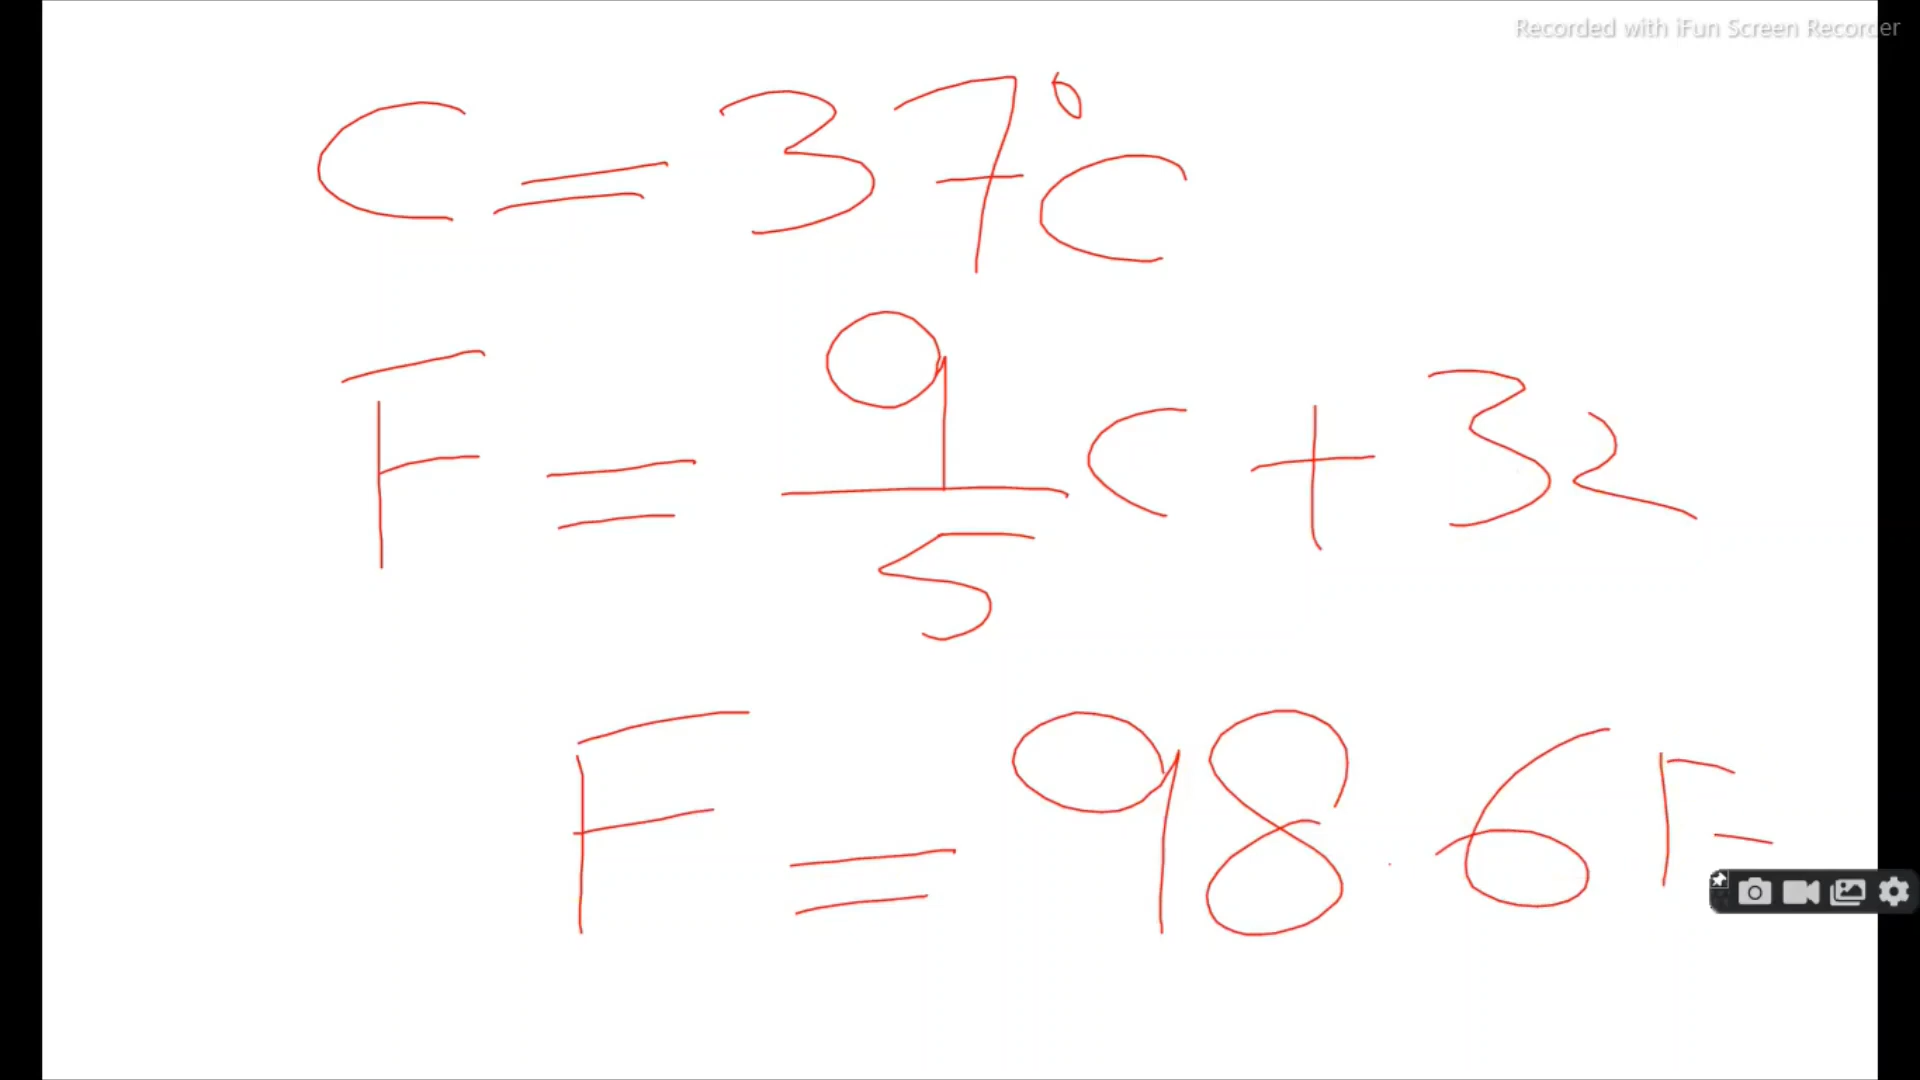 Recorded with iFun Screen Recorder
C = 37°C
F = 9/5 C + 32
F = 98.6F